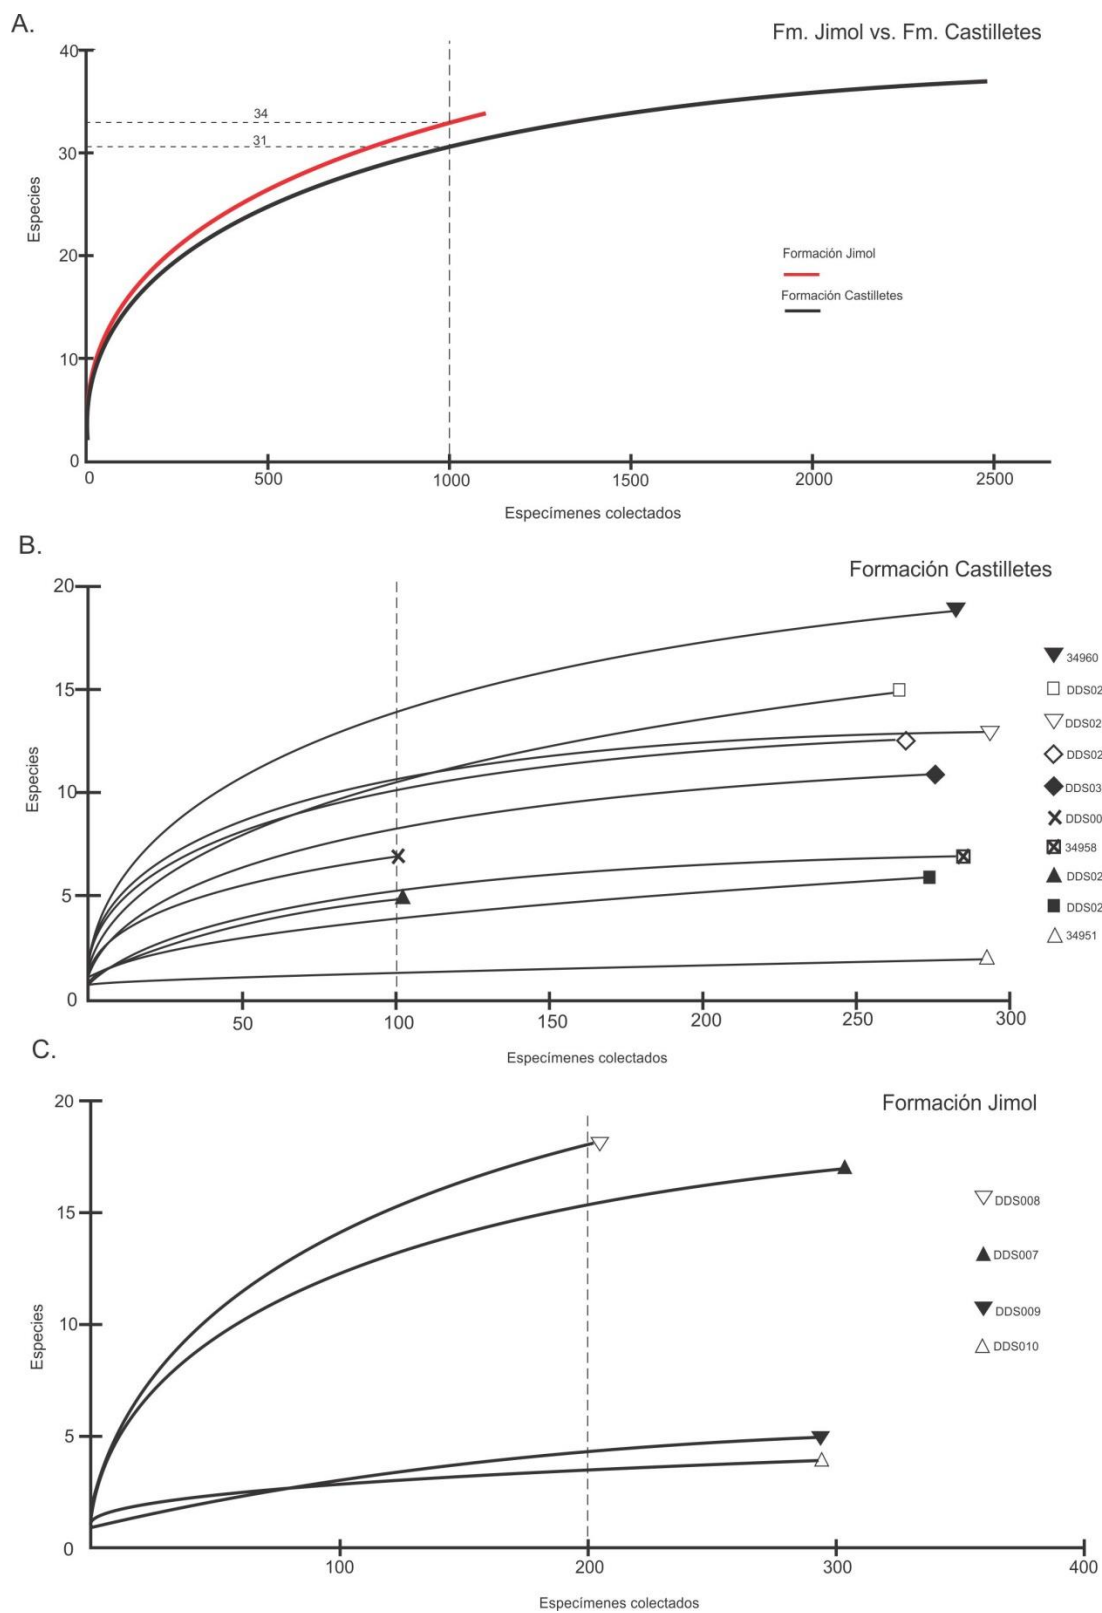 A.
Fm. Jimol vs. Fm. Castilletes
40
34
31
30
20
10
0
Especies
Formación Jimol
Formación Castilletes
0 500 1000 1500 2000 2500
Especímenes colectados
B.
Formación Castilletes
20
15
10
5
0
Especies
34960
DDS02
DDS02
DDS02
DDS03
DDS00
34958
DDS02
DDS02
34951
50 100 150 200 250 300
Especímenes colectados
C.
Formación Jimol
20
15
10
5
0
Especies
DDS008
DDS007
DDS009
DDS010
100 200 300 400
Especímenes colectados